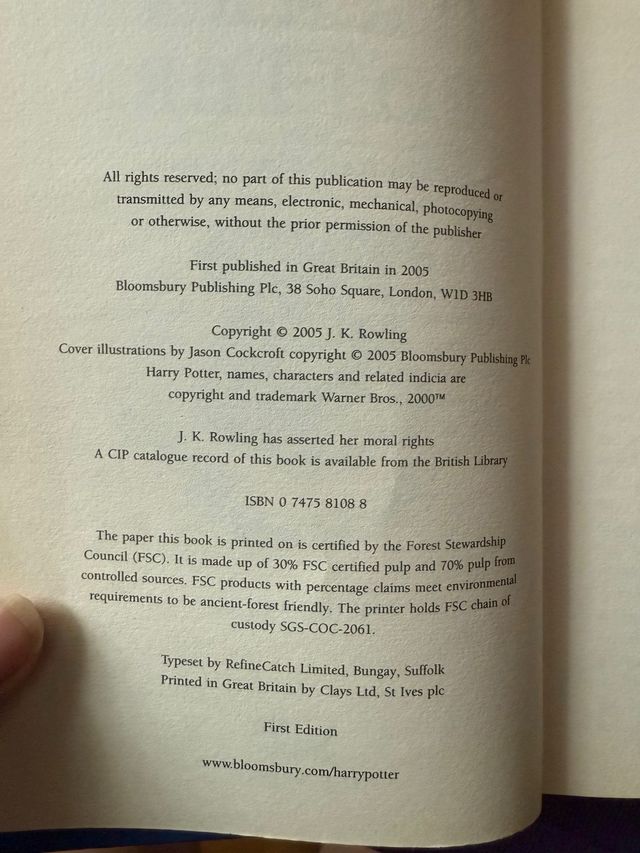 All rights reserved; no part of this publication may be reproduced or
transmitted by any means, electronic, mechanical, photocopying
or otherwise, without the prior permission of the publisher
First published in Great Britain in 2005
Bloomsbury Publishing Plc, 38 Soho Square, London, W1D 3HB
Copyright © 2005 J. K. Rowling
Cover illustrations by Jason Cockcroft copyright © 2005 Bloomsbury Publishing Plc
Harry Potter, names, characters and related indicia are
copyright and trademark Warner Bros., 2000™
J. K. Rowling has asserted her moral rights
A CIP catalogue record of this book is available from the British Library
ISBN 0 7475 8108 8
The paper this book is printed on is certified by the Forest Stewardship
Council (FSC). It is made up of 30% FSC certified pulp and 70% pulp from
controlled sources. FSC products with percentage claims meet environmental
requirements to be ancient-forest friendly. The printer holds FSC chain of
custody SGS-COC-2061.
Typeset by RefineCatch Limited, Bungay, Suffolk
Printed in Great Britain by Clays Ltd, St Ives plc
First Edition
www.bloomsbury.com/harrypotter